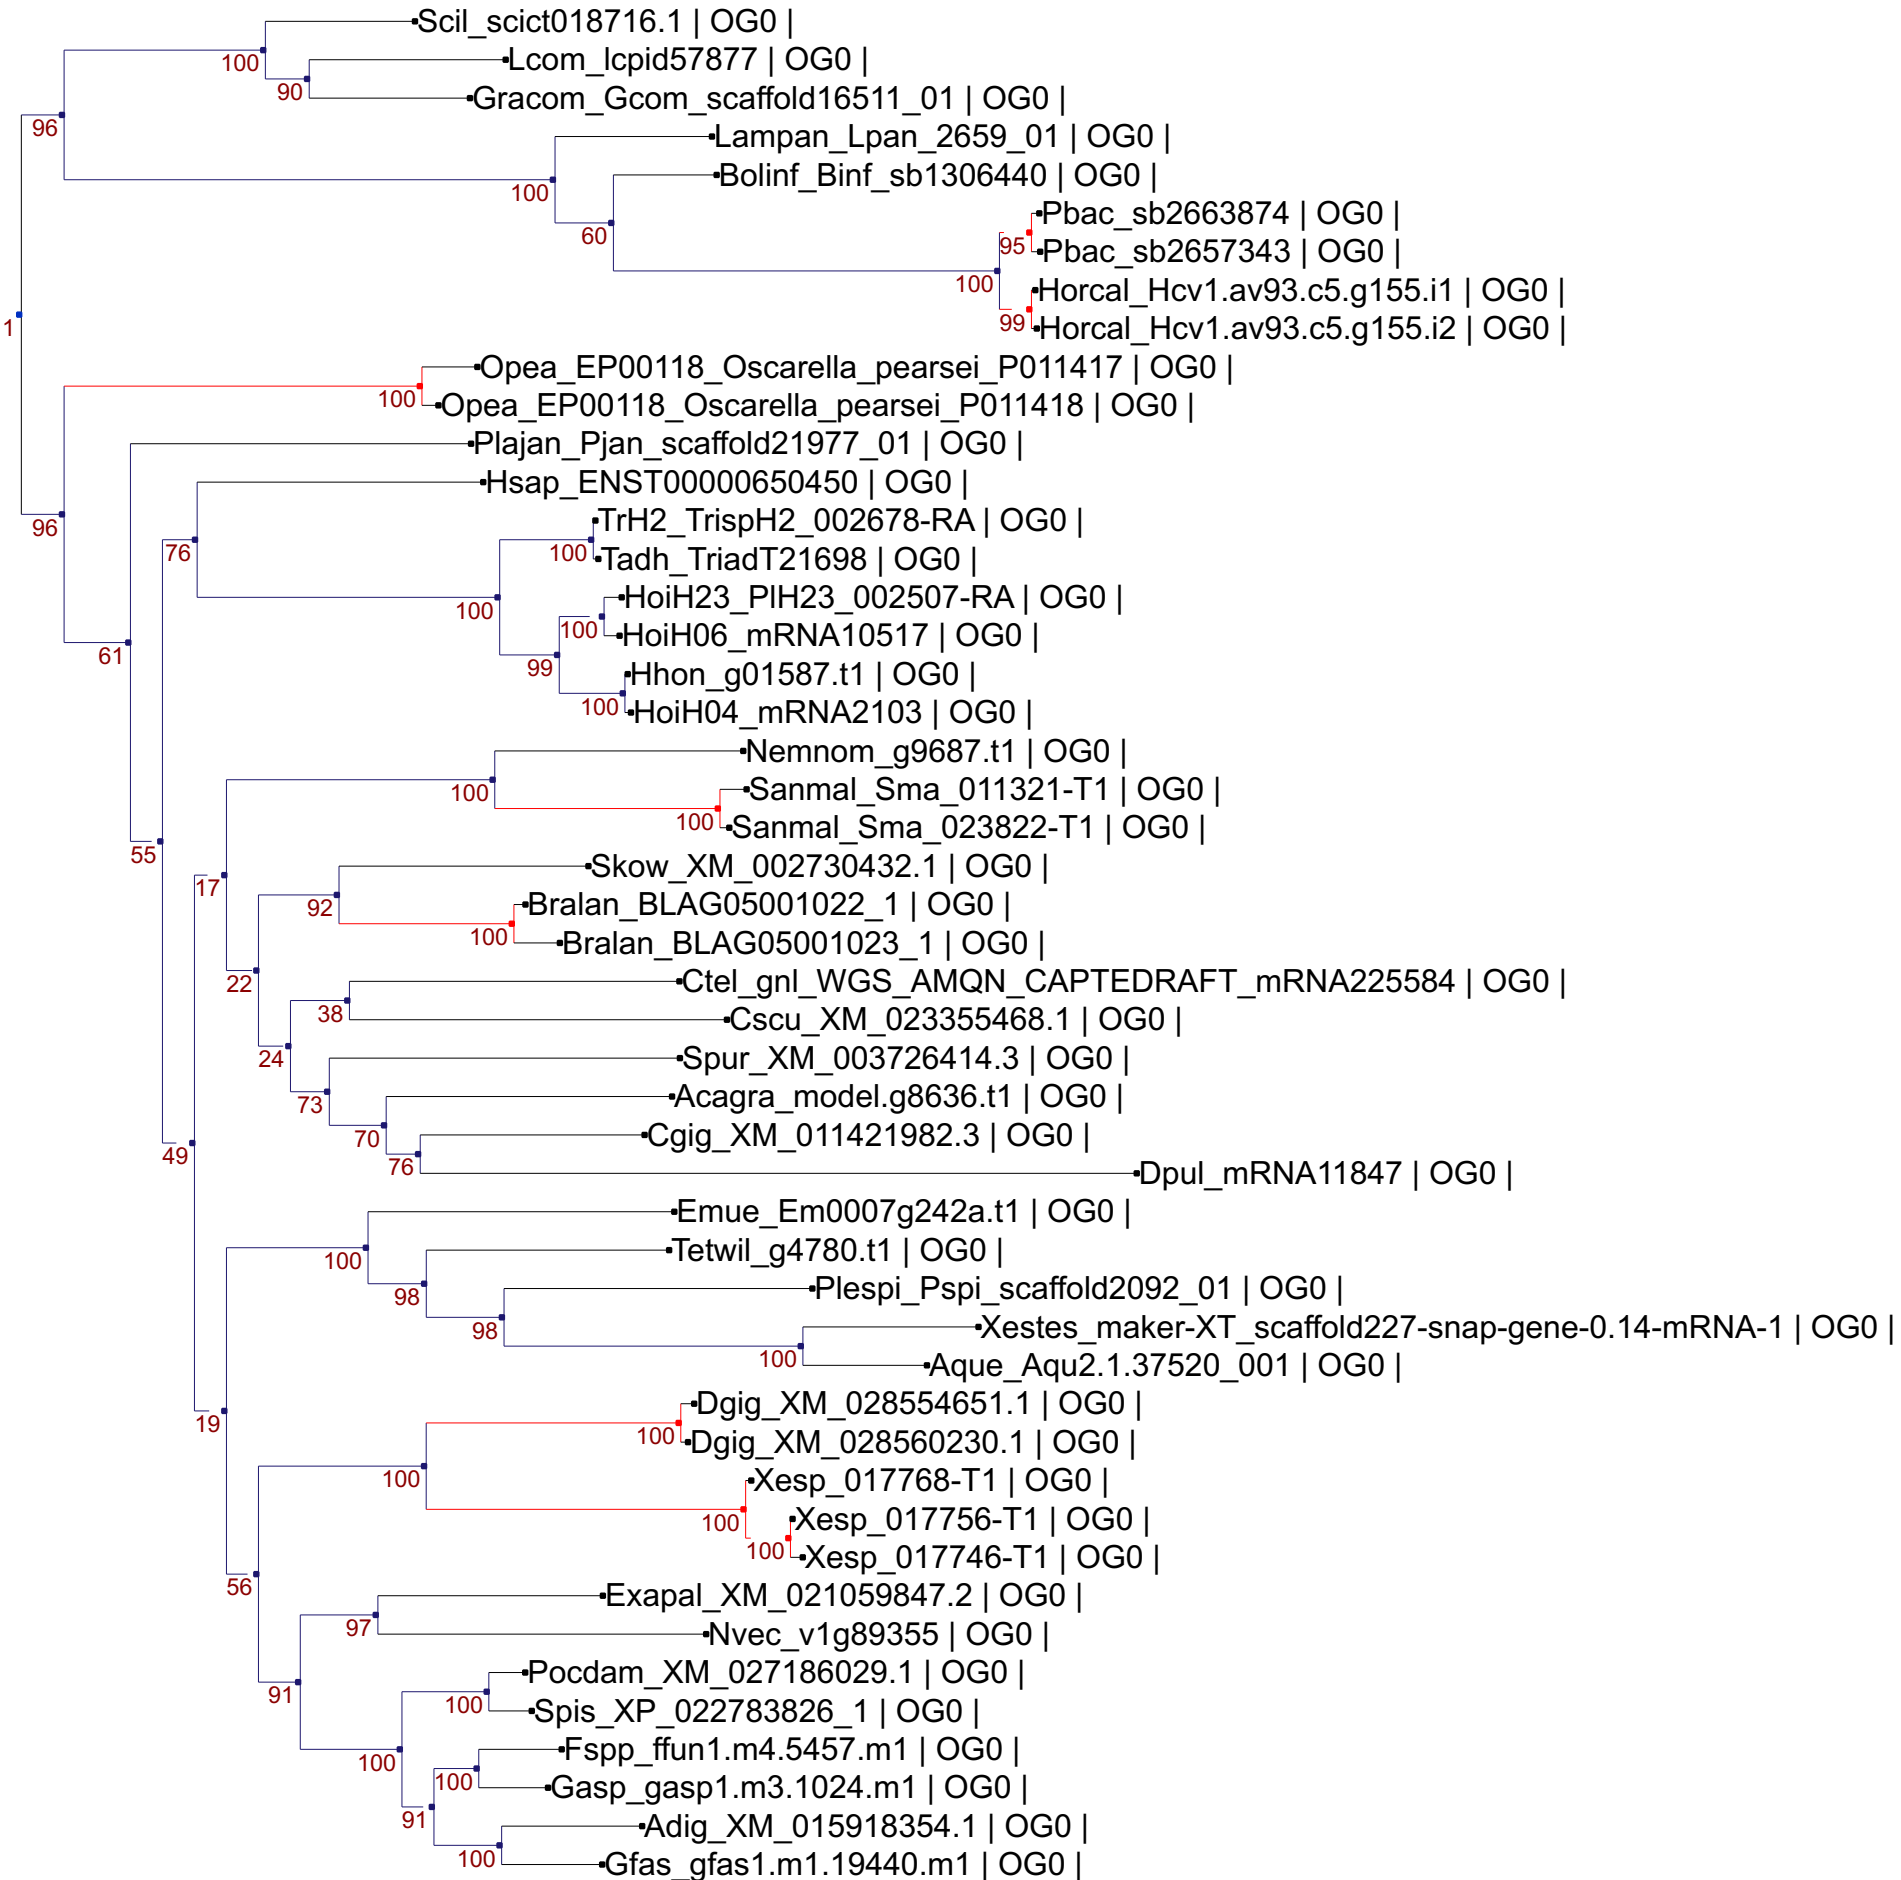 Scil_scict018716.1 | OG0 |
100
Lcom_lcpid57877 | OG0 |
90
Gracom_Gcom_scaffold16511_01 | OG0 |
96
Lampan_Lpan_2659_01 | OG0 |
Bolinf_Binf_sb1306440 | OG0 |
100
Pbac_sb2663874 | OG0 |
60
95
Pbac_sb2657343 | OG0 |
100
Horcal_Hcv1.av93.c5.g155.i1 | OG0 |
1
99
Horcal_Hcv1.av93.c5.g155.i2 | OG0 |
Opea_EP00118_Oscarella_pearsei_P011417 | OG0 |
100
Opea_EP00118_Oscarella_pearsei_P011418 | OG0 |
Plajan_Pjan_scaffold21977_01 | OG0 |
Hsap_ENST00000650450 | OG0 |
96
TrH2_TrispH2_002678-RA | OG0 |
76
100
Tadh_TriadT21698 | OG0 |
HoiH23_PlH23_002507-RA | OG0 |
100
100
HoiH06_mRNA10517 | OG0 |
61
99
Hhon_g01587.t1 | OG0 |
100
HoiH04_mRNA2103 | OG0 |
Nemnom_g9687.t1 | OG0 |
100
Sanmal_Sma_011321-T1 | OG0 |
100
Sanmal_Sma_023822-T1 | OG0 |
55
Skow_XM_002730432.1 | OG0 |
17
92
Bralan_BLAG05001022_1 | OG0 |
100
Bralan_BLAG05001023_1 | OG0 |
22
Ctel_gnl_WGS_AMQN_CAPTEDRAFT_mRNA225584 | OG0 |
38
Cscu_XM_023355468.1 | OG0 |
24
Spur_XM_003726414.3 | OG0 |
73
Acagra_model.g8636.t1 | OG0 |
70
Cgig_XM_011421982.3 | OG0 |
49
76
Dpul_mRNA11847 | OG0 |
Emue_Em0007g242a.t1 | OG0 |
100
Tetwil_g4780.t1 | OG0 |
98
Plespi_Pspi_scaffold2092_01 | OG0 |
98
Xestes_maker-XT_scaffold227-snap-gene-0.14-mRNA-1 | OG0 |
100
Aque_Aqu2.1.37520_001 | OG0 |
Dgig_XM_028554651.1 | OG0 |
19
100
Dgig_XM_028560230.1 | OG0 |
100
Xesp_017768-T1 | OG0 |
100
Xesp_017756-T1 | OG0 |
100
Xesp_017746-T1 | OG0 |
56
Exapal_XM_021059847.2 | OG0 |
97
Nvec_v1g89355 | OG0 |
Pocdam_XM_027186029.1 | OG0 |
91
100
Spis_XP_022783826_1 | OG0 |
Fspp_ffun1.m4.5457.m1 | OG0 |
100
100
Gasp_gasp1.m3.1024.m1 | OG0 |
91
Adig_XM_015918354.1 | OG0 |
100
Gfas_gfas1.m1.19440.m1 | OG0 |